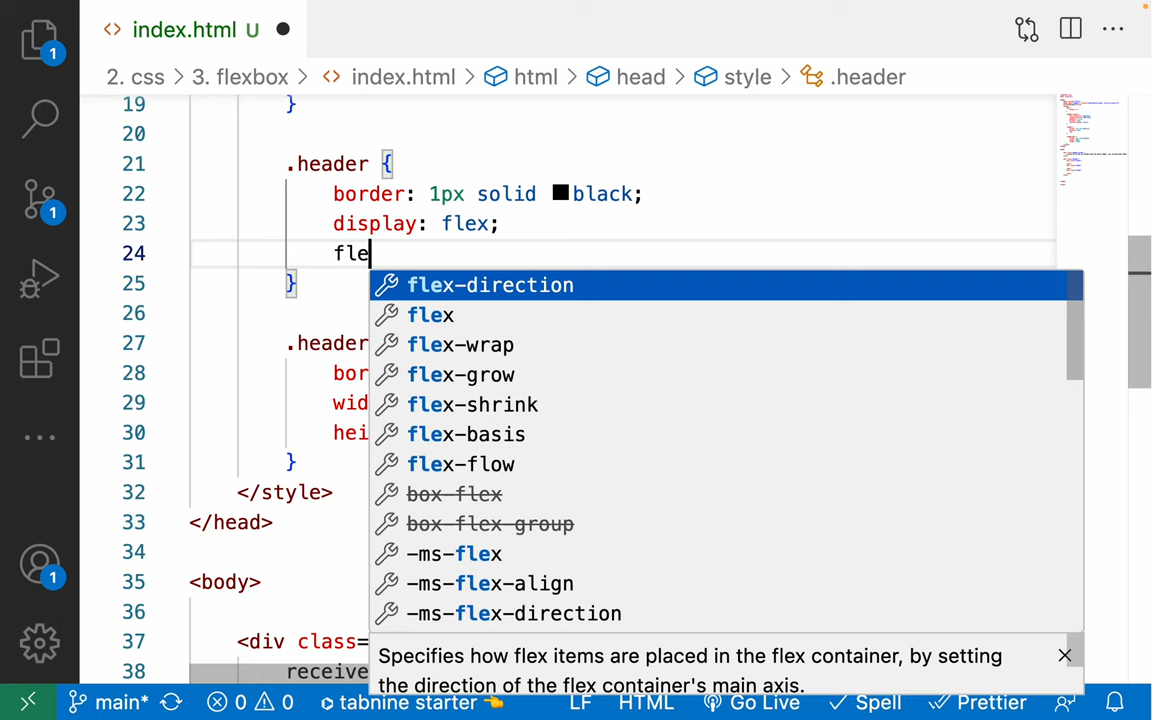 index.html U
2. css > 3. flexbox > index.html > html > head > style > .header
1
1
1
19 }
20
21 .header {
22 border: 1px solid black;
23 display: flex;
24 fle
25 }
26
27 .header
28 bor
29 wid
30 hei
31 }
32 </style>
33 </head>
34
35 <body>
36
37 <div class=
38 receive
flex-direction
flex
flex-wrap
flex-grow
flex-shrink
flex-basis
flex-flow
box-flex
box-flex-group
-ms-flex
-ms-flex-align
-ms-flex-direction
Specifies how flex items are placed in the flex container, by setting
the direction of the flex container's main axis.
main* 0 0 tabnine starter 👈 LF HTML Go Live Spell Prettier